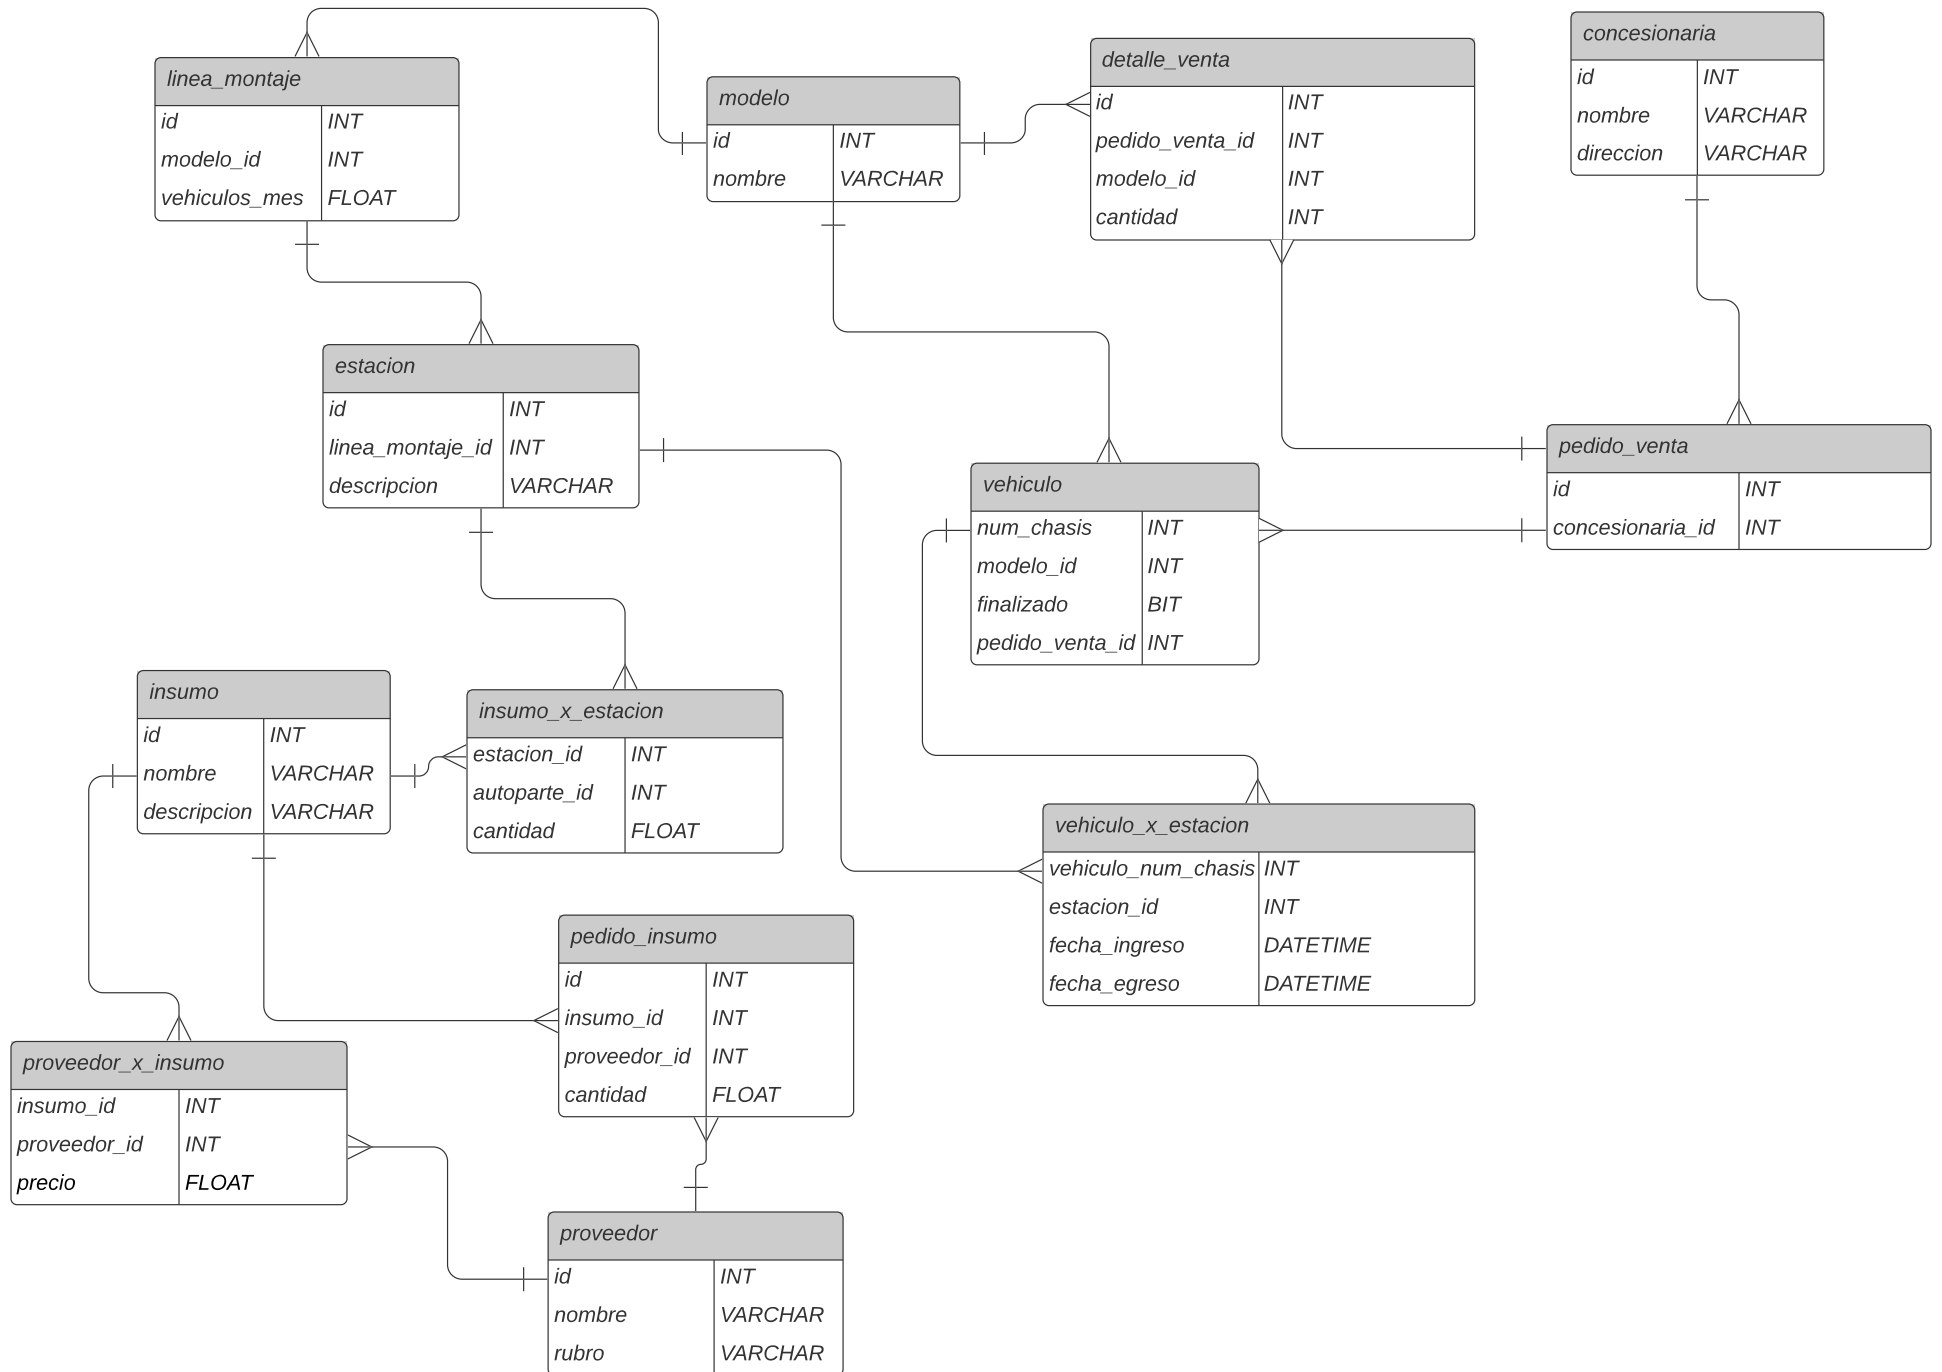 linea_montaje
id INT
modelo_id INT
vehiculos_mes FLOAT
modelo
id INT
nombre VARCHAR
detalle_venta
id INT
pedido_venta_id INT
modelo_id INT
cantidad INT
concesionaria
id INT
nombre VARCHAR
direccion VARCHAR
estacion
id INT
linea_montaje_id INT
descripcion VARCHAR
vehiculo
num_chasis INT
modelo_id INT
finalizado BIT
pedido_venta_id INT
pedido_venta
id INT
concesionaria_id INT
insumo
id INT
nombre VARCHAR
descripcion VARCHAR
insumo_x_estacion
estacion_id INT
autoparte_id INT
cantidad FLOAT
vehiculo_x_estacion
vehiculo_num_chasis INT
estacion_id INT
fecha_ingreso DATETIME
fecha_egreso DATETIME
pedido_insumo
id INT
insumo_id INT
proveedor_id INT
cantidad FLOAT
proveedor_x_insumo
insumo_id INT
proveedor_id INT
precio FLOAT
proveedor
id INT
nombre VARCHAR
rubro VARCHAR